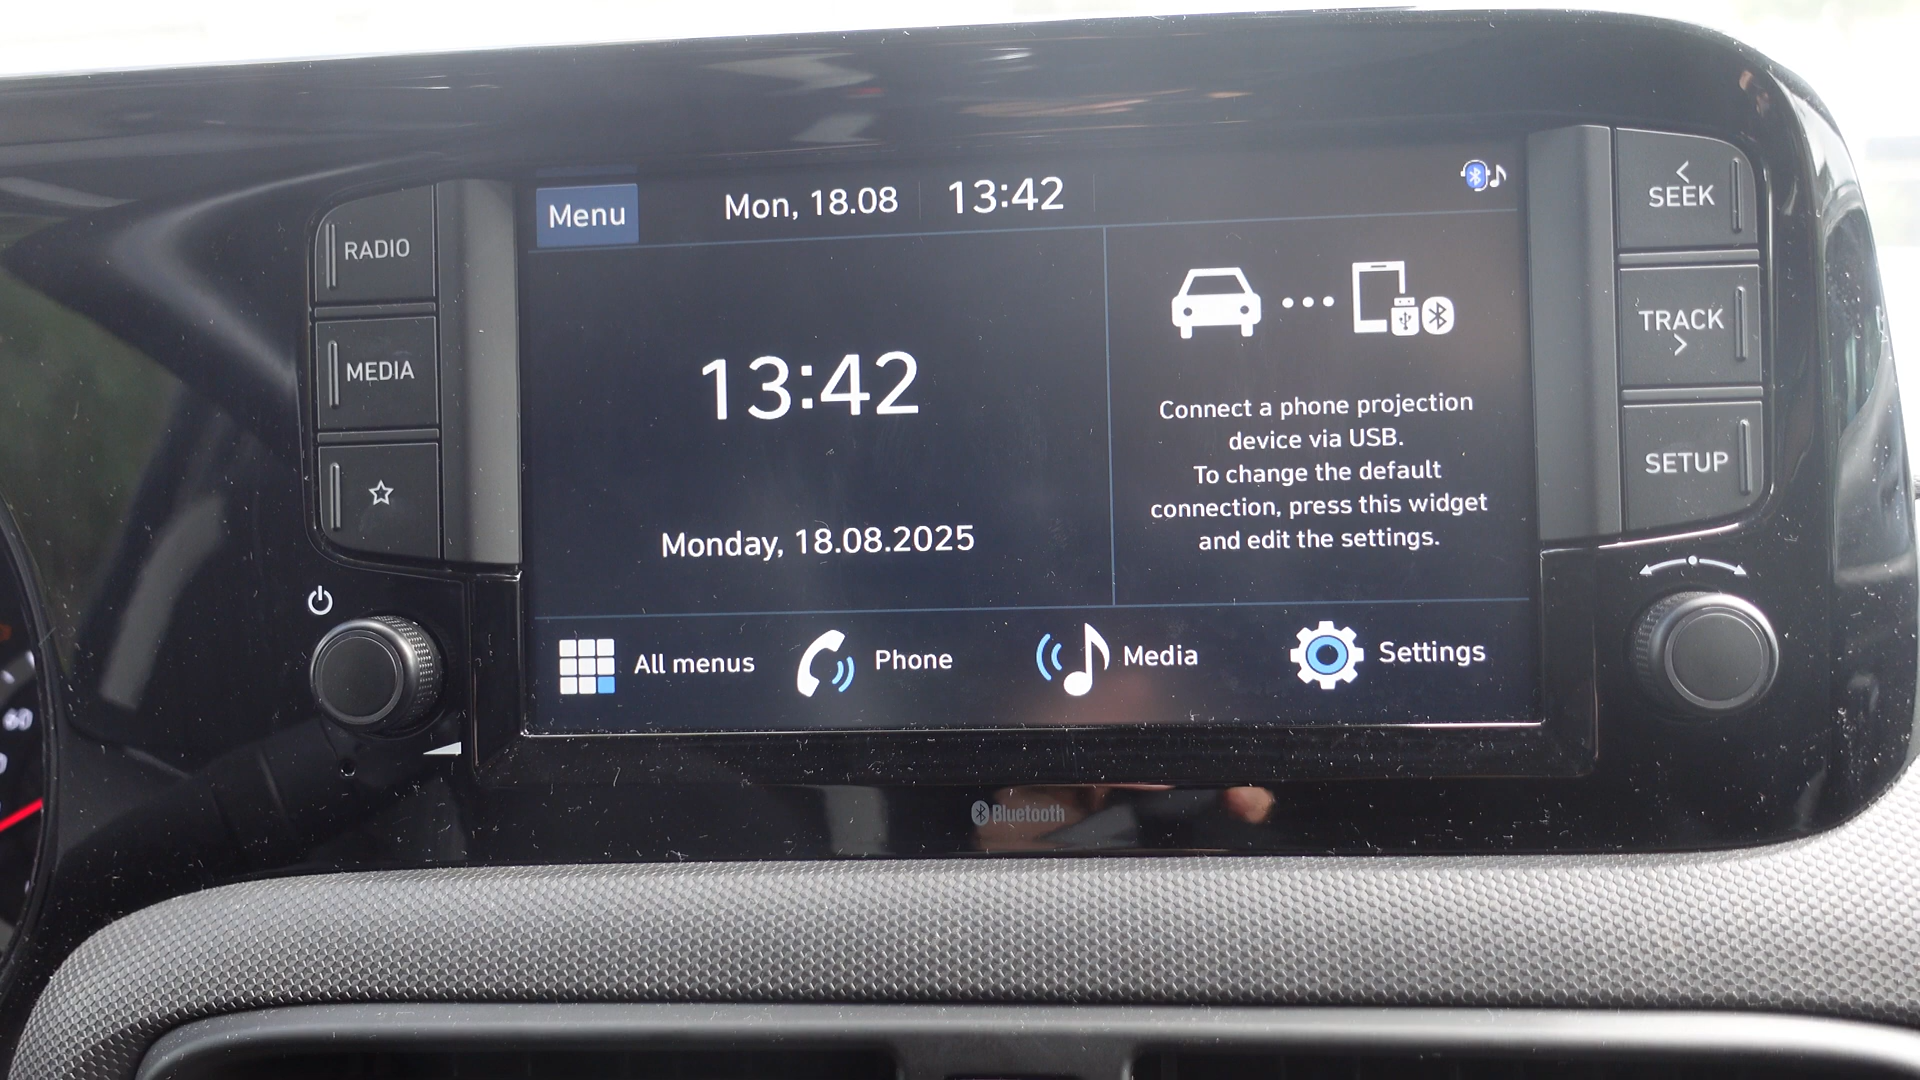 RADIO
MEDIA
Menu
Mon, 18.08
13:42
13:42
Monday, 18.08.2025
Connect a phone projection
device via USB.
To change the default
connection, press this widget
and edit the settings.
All menus
Phone
Media
Settings
< SEEK
TRACK >
SETUP
Bluetooth
60